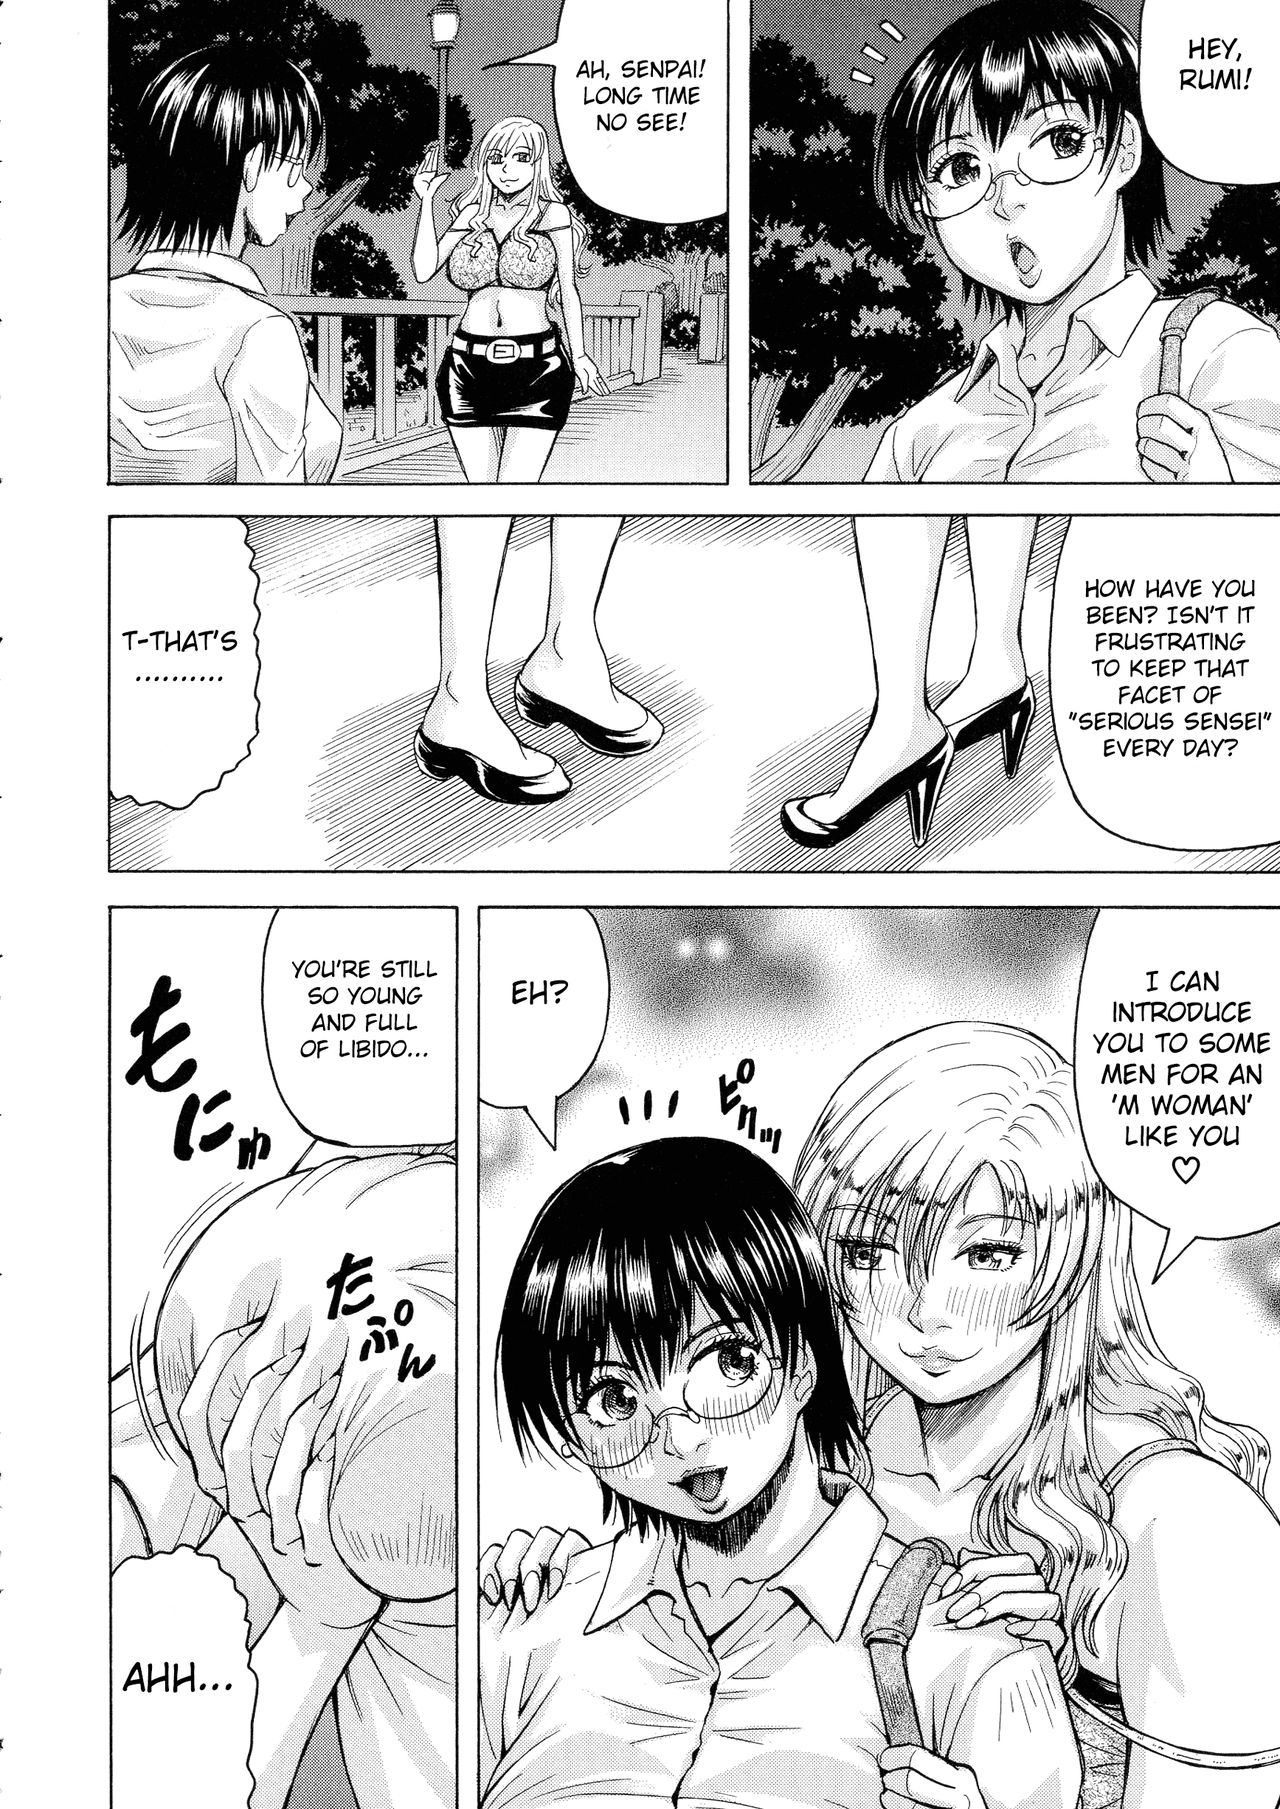 HEY,
RUMI!
AH, SENPAI!
LONG TIME
NO SEE!
HOW HAVE YOU
BEEN? ISN'T IT
FRUSTRATING
TO KEEP THAT
FACET OF
"SERIOUS SENSEI"
EVERY DAY?
T-THAT'S
..........
I CAN
INTRODUCE
YOU TO SOME
MEN FOR AN
'M WOMAN'
LIKE YOU
♡
ピクッ
EH?
YOU'RE STILL
SO YOUNG
AND FULL
OF LIBIDO...
もにゅ
たぷん
AHH...